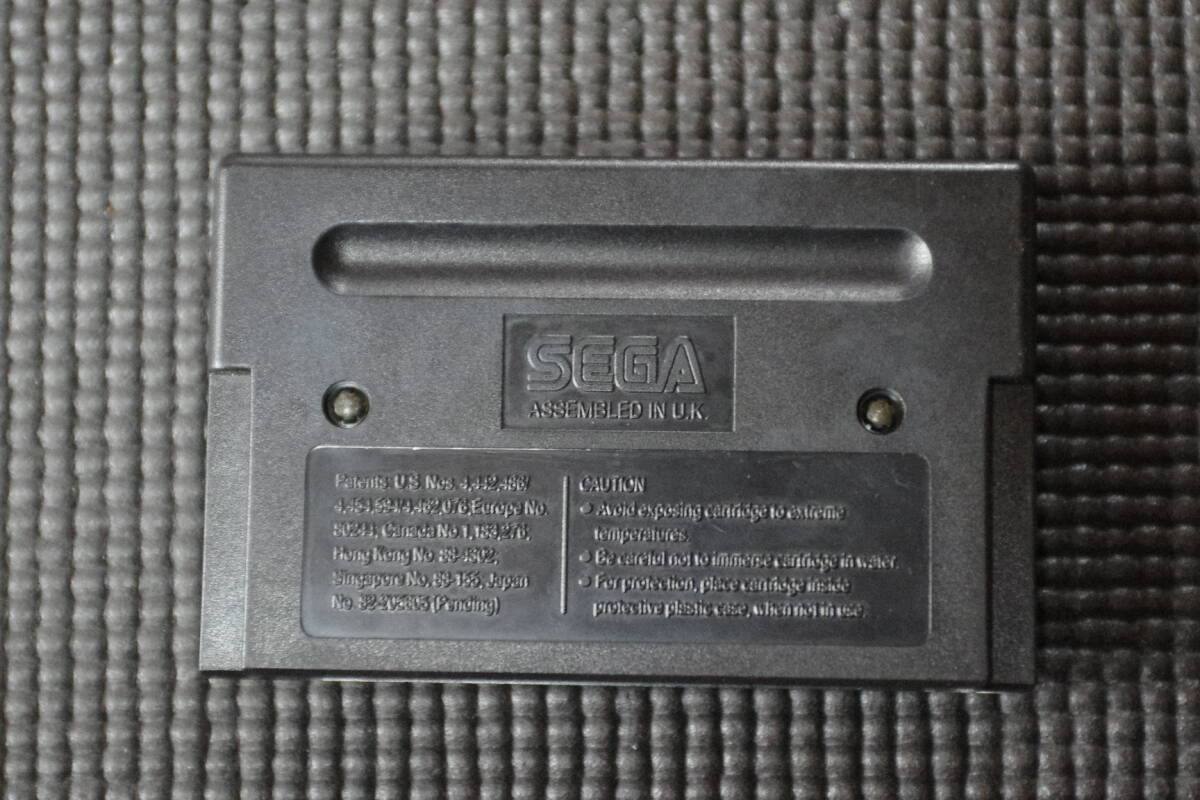 SEGA
ASSEMBLED IN U.K.
Patents: U.S. Nos. 4,442,486/
4,454,594/4,462,076; Europe No.
80244; Canada No. 1,183,276;
Hong Kong No. 88-4302;
Singapore No. 88-155; Japan
No. 82-205605 (Pending)
CAUTION
● Avoid exposing cartridge to extreme
temperatures.
● Be careful not to immerse cartridge in water.
● For protection, place cartridge inside
protective plastic case, when not in use.